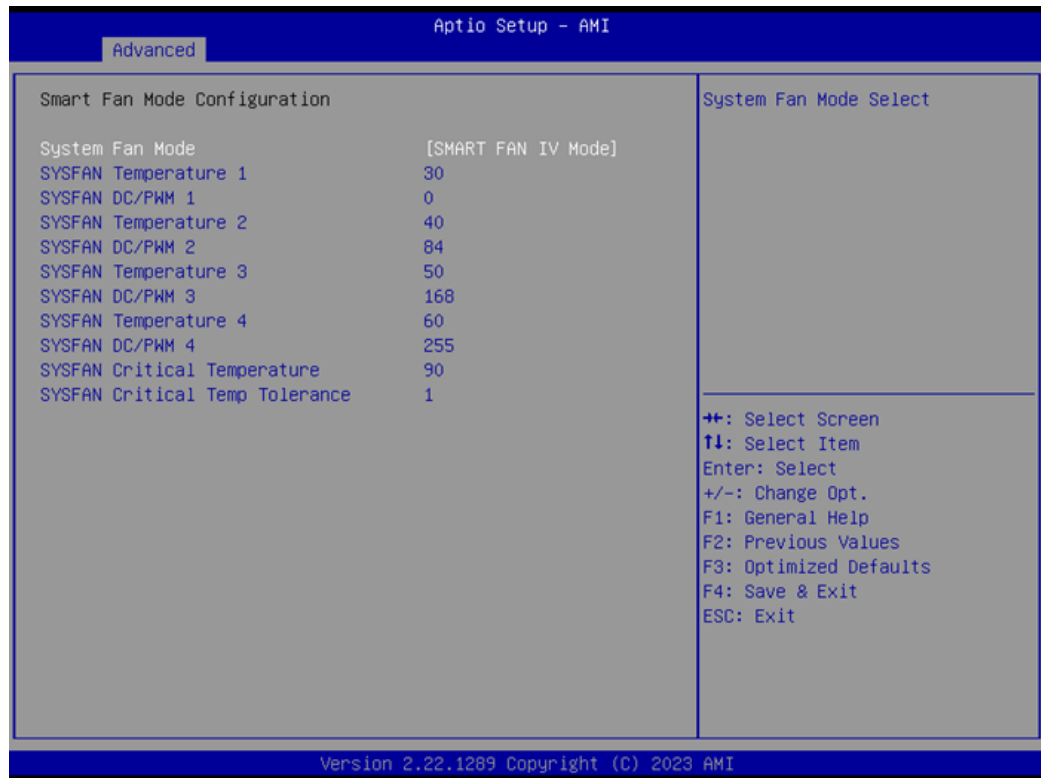 Aptio Setup – AMI
Advanced
Smart Fan Mode Configuration
System Fan Mode [SMART FAN IV Mode]
SYSFAN Temperature 1 30
SYSFAN DC/PWM 1 0
SYSFAN Temperature 2 40
SYSFAN DC/PWM 2 84
SYSFAN Temperature 3 50
SYSFAN DC/PWM 3 168
SYSFAN Temperature 4 60
SYSFAN DC/PWM 4 255
SYSFAN Critical Temperature 90
SYSFAN Critical Temp Tolerance 1
System Fan Mode Select
→←: Select Screen
↑↓: Select Item
Enter: Select
+/-: Change Opt.
F1: General Help
F2: Previous Values
F3: Optimized Defaults
F4: Save & Exit
ESC: Exit
Version 2.22.1289 Copyright (C) 2023 AMI